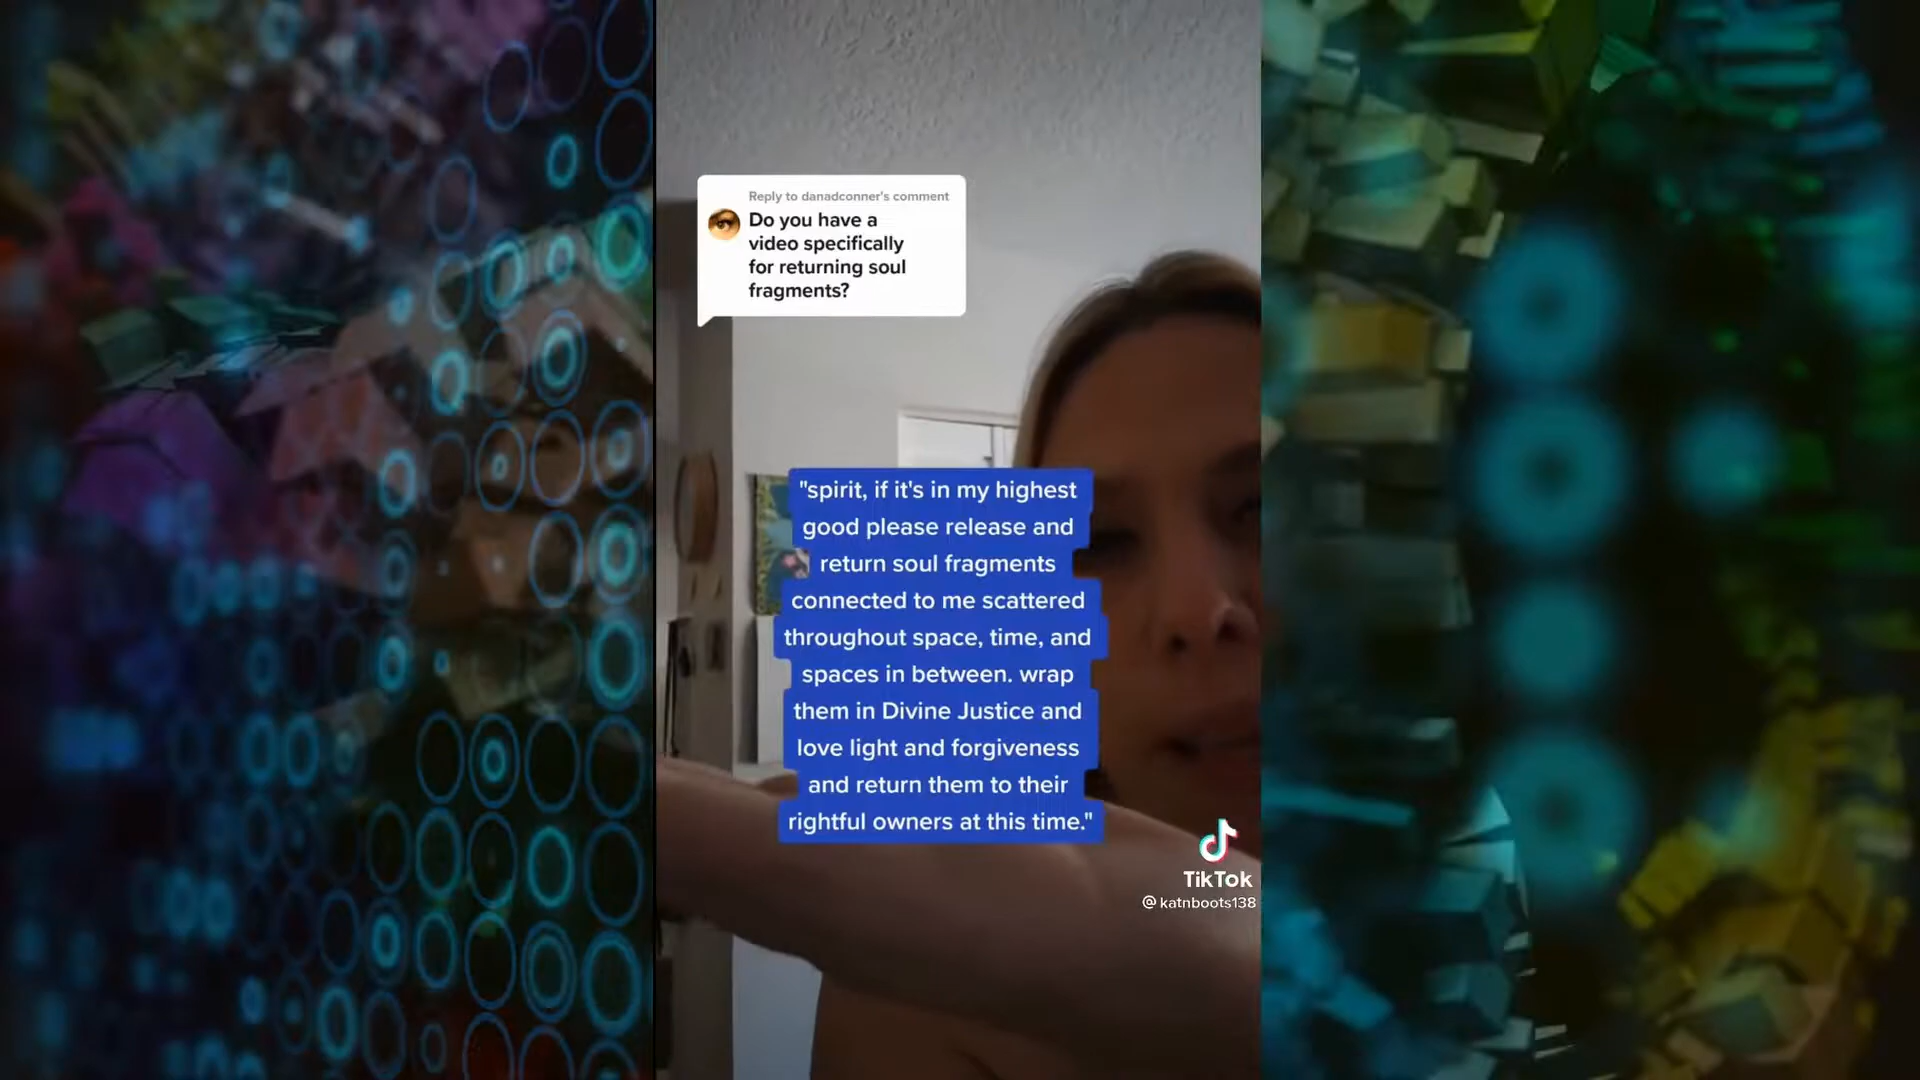 Reply to danadconner's comment
Do you have a
video specifically
for returning soul
fragments?
"spirit, if it's in my highest
good please release and
return soul fragments
connected to me scattered
throughout space, time, and
spaces in between. wrap
them in Divine Justice and
love light and forgiveness
and return them to their
rightful owners at this time."
TikTok
@katnboots138